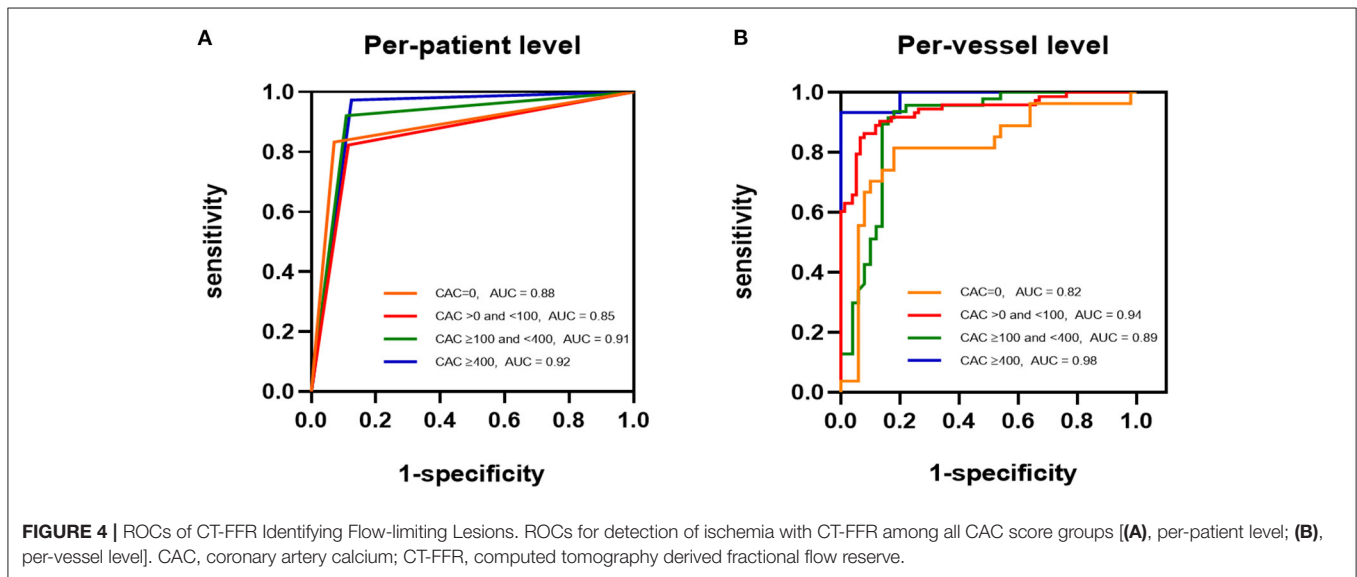 A
Per-patient level
1.0
0.8
0.6
0.4
0.2
0.0
sensitivity
CAC=0, AUC = 0.88
CAC >0 and <100, AUC = 0.85
CAC ≥100 and <400, AUC = 0.91
CAC ≥400, AUC = 0.92
0.0 0.2 0.4 0.6 0.8 1.0
1-specificity
B
Per-vessel level
1.0
0.8
0.6
0.4
0.2
0.0
sensitivity
CAC=0, AUC = 0.82
CAC >0 and <100, AUC = 0.94
CAC ≥100 and <400, AUC = 0.89
CAC ≥400, AUC = 0.98
0.0 0.2 0.4 0.6 0.8 1.0
1-specificity
FIGURE 4 | ROCs of CT-FFR Identifying Flow-limiting Lesions. ROCs for detection of ischemia with CT-FFR among all CAC score groups [(A), per-patient level; (B),
per-vessel level]. CAC, coronary artery calcium; CT-FFR, computed tomography derived fractional flow reserve.